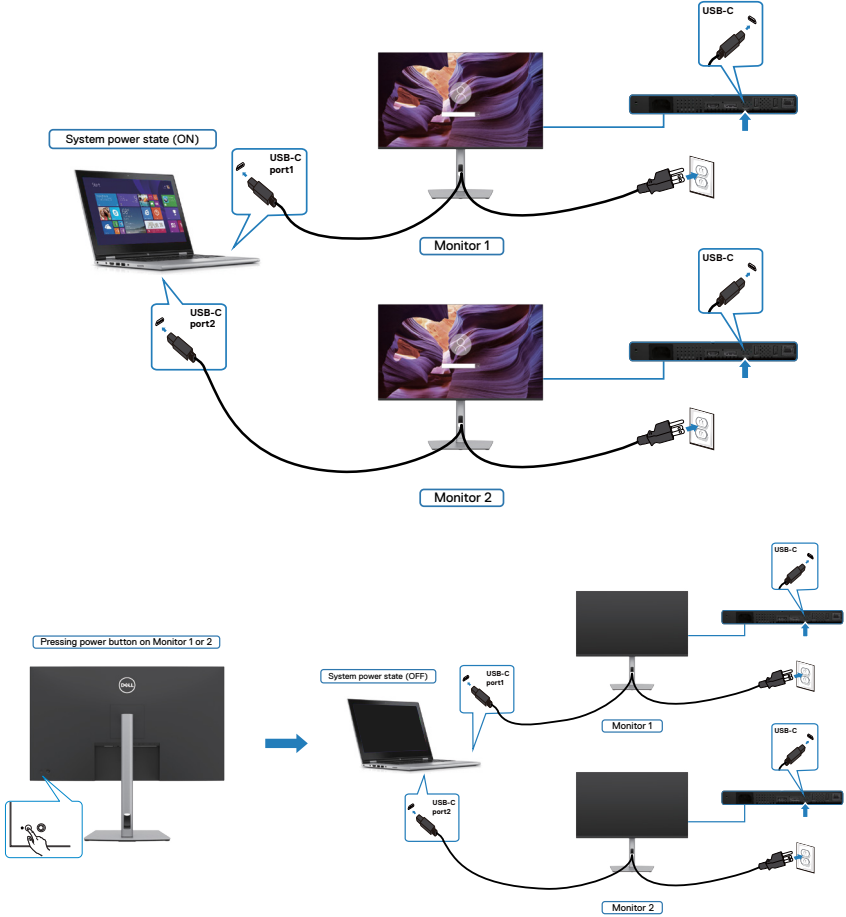 USB-C
System power state (ON)
USB-C
port1
Monitor 1
USB-C
USB-C
port2
Monitor 2
USB-C
Pressing power button on Monitor 1 or 2
DELL
System power state (OFF)
USB-C
port1
Monitor 1
USB-C
USB-C
port2
Monitor 2